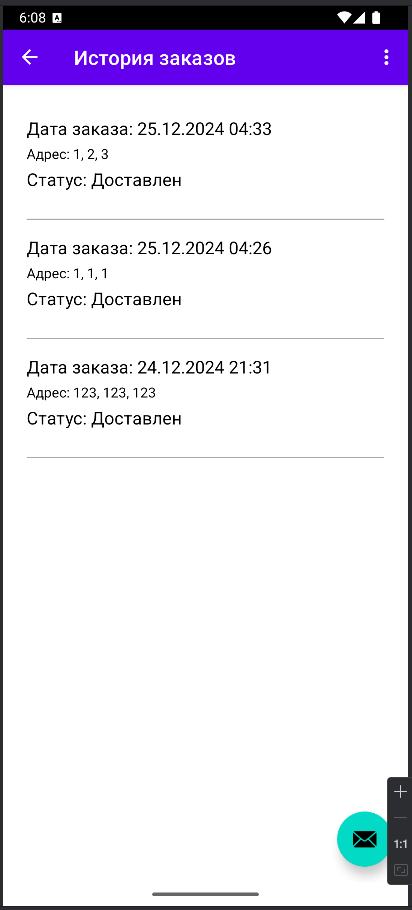 6:08 A
История заказов
Дата заказа: 25.12.2024 04:33
Адрес: 1, 2, 3
Статус: Доставлен
Дата заказа: 25.12.2024 04:26
Адрес: 1, 1, 1
Статус: Доставлен
Дата заказа: 24.12.2024 21:31
Адрес: 123, 123, 123
Статус: Доставлен
1:1